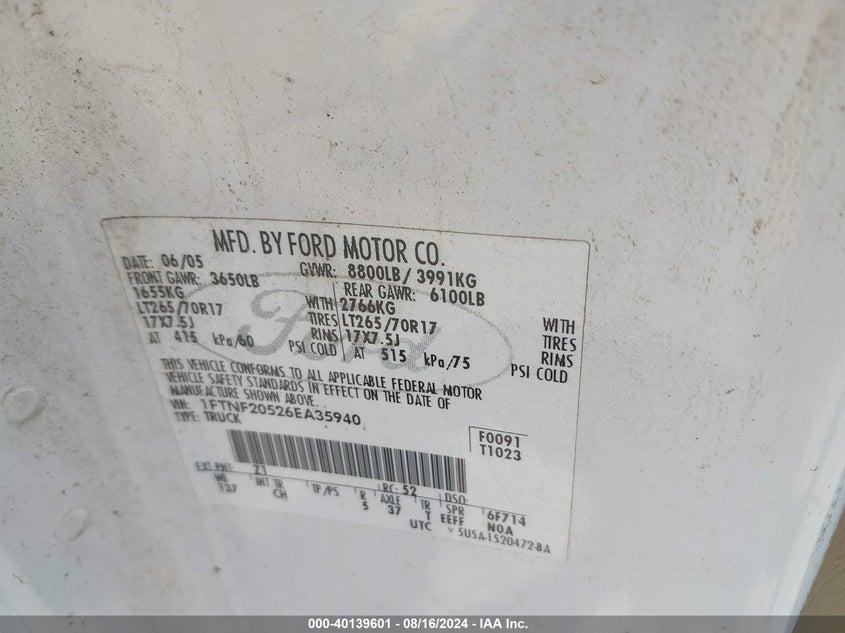 MFD. BY FORD MOTOR CO.
DATE: 06/05 GVWR: 8800LB/ 3991KG
FRONT GAWR: 3650LB REAR GAWR: 6100LB
1655KG WITH 2766KG WITH
LT265/70R17 TIRES LT265/70R17 TIRES
17X7.5J RIMS 17X7.5J RIMS
AT 415 kPa/60 PSI COLD AT 515 kPa/75 PSI COLD
Ford
THIS VEHICLE CONFORMS TO ALL APPLICABLE FEDERAL MOTOR
VEHICLE SAFETY STANDARDS IN EFFECT ON THE DATE OF
MANUFACTURE SHOWN ABOVE.
VIN: 1FTNF20526EA35940
TYPE: TRUCK
F0091
T1023
EXT PNT: Z1 RC: 52 DSO:
WB INT TR TP/PS R AXLE TR SPR 6F714
137 CH 5 37 T EEFF N0A
UTC 5USA-1520472-BA
000-40139601 - 08/16/2024 - IAA Inc.